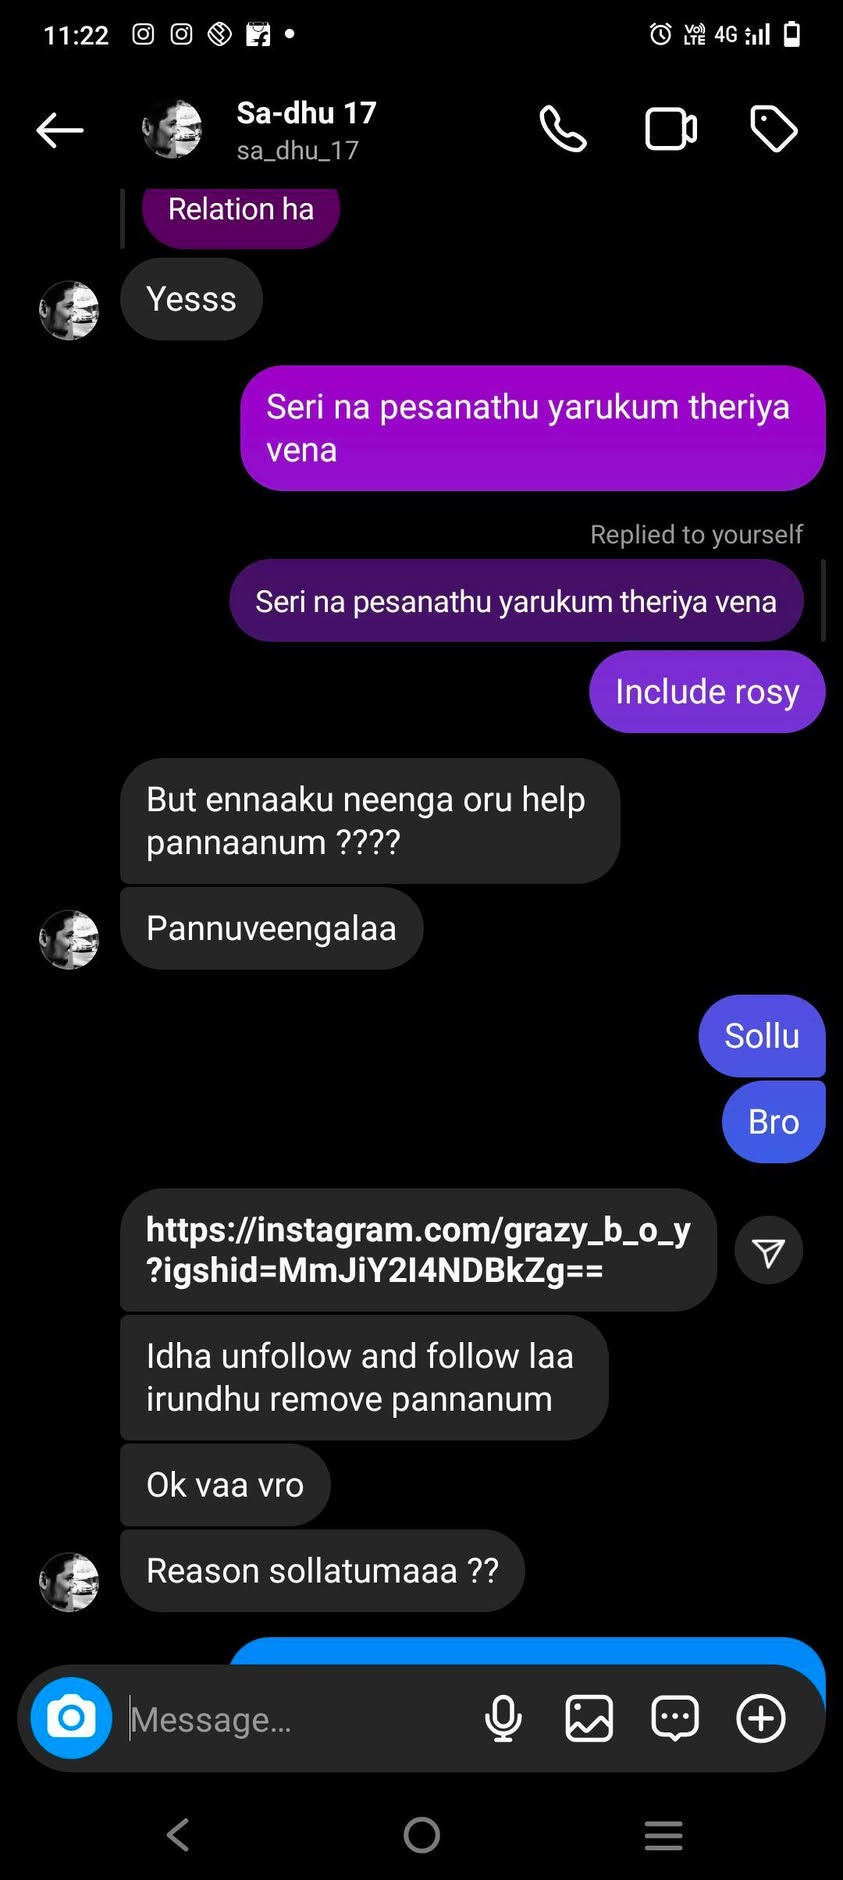 11:22
Vo)) 4G
LTE
Sa-dhu 17
sa_dhu_17
Relation ha
Yesss
Seri na pesanathu yarukum theriya
vena
Replied to yourself
Seri na pesanathu yarukum theriya vena
Include rosy
But ennaaku neenga oru help
pannaanum ????
Pannuveengalaa
Sollu
Bro
https://instagram.com/grazy_b_o_y
?igshid=MmJiY2I4NDBkZg==
Idha unfollow and follow laa
irundhu remove pannanum
Ok vaa vro
Reason sollatumaaa ??
Message...